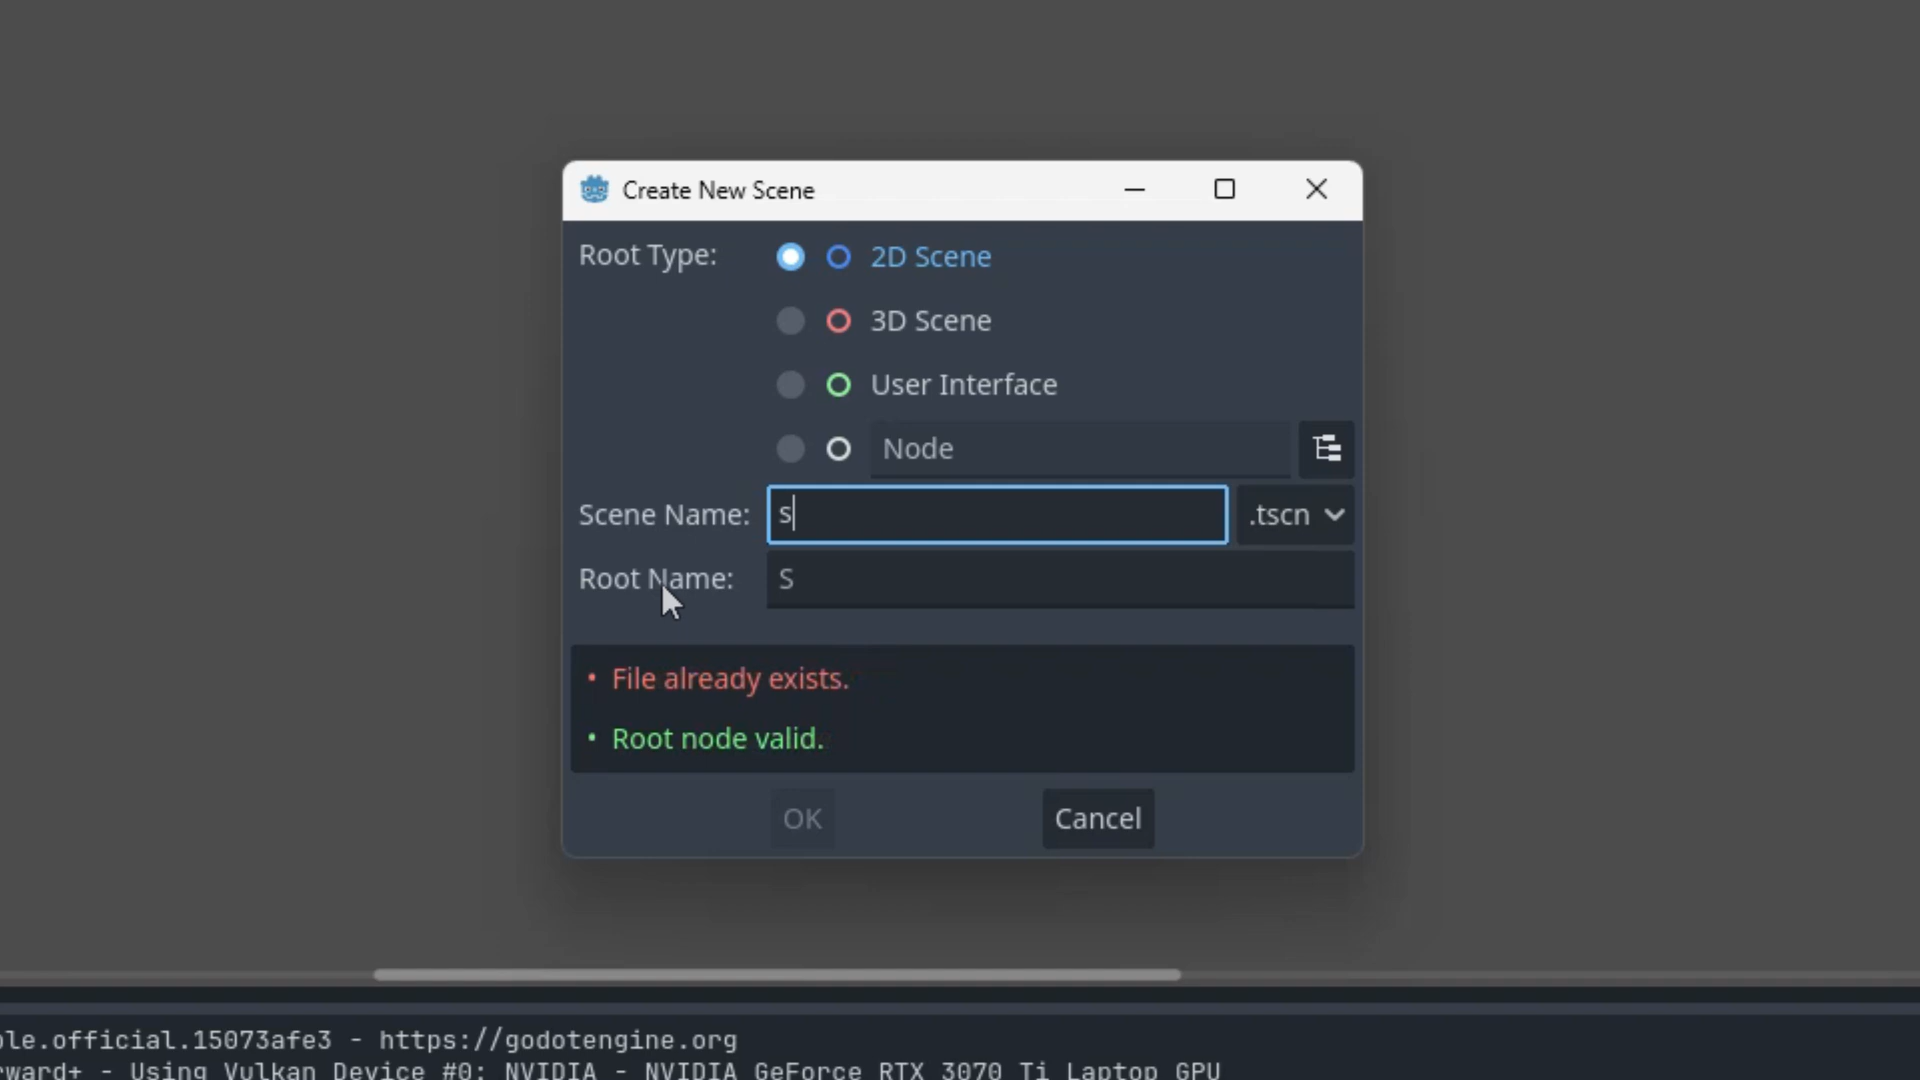 Create New Scene
Root Type: 2D Scene
3D Scene
User Interface
Node
Scene Name: s .tscn
Root Name: S
• File already exists.
• Root node valid.
OK Cancel
ble.official.15073afe3 - https://godotengine.org
rward+ - Using Vulkan Device #0: NVIDIA - NVIDIA GeForce RTX 3070 Ti Laptop GPU